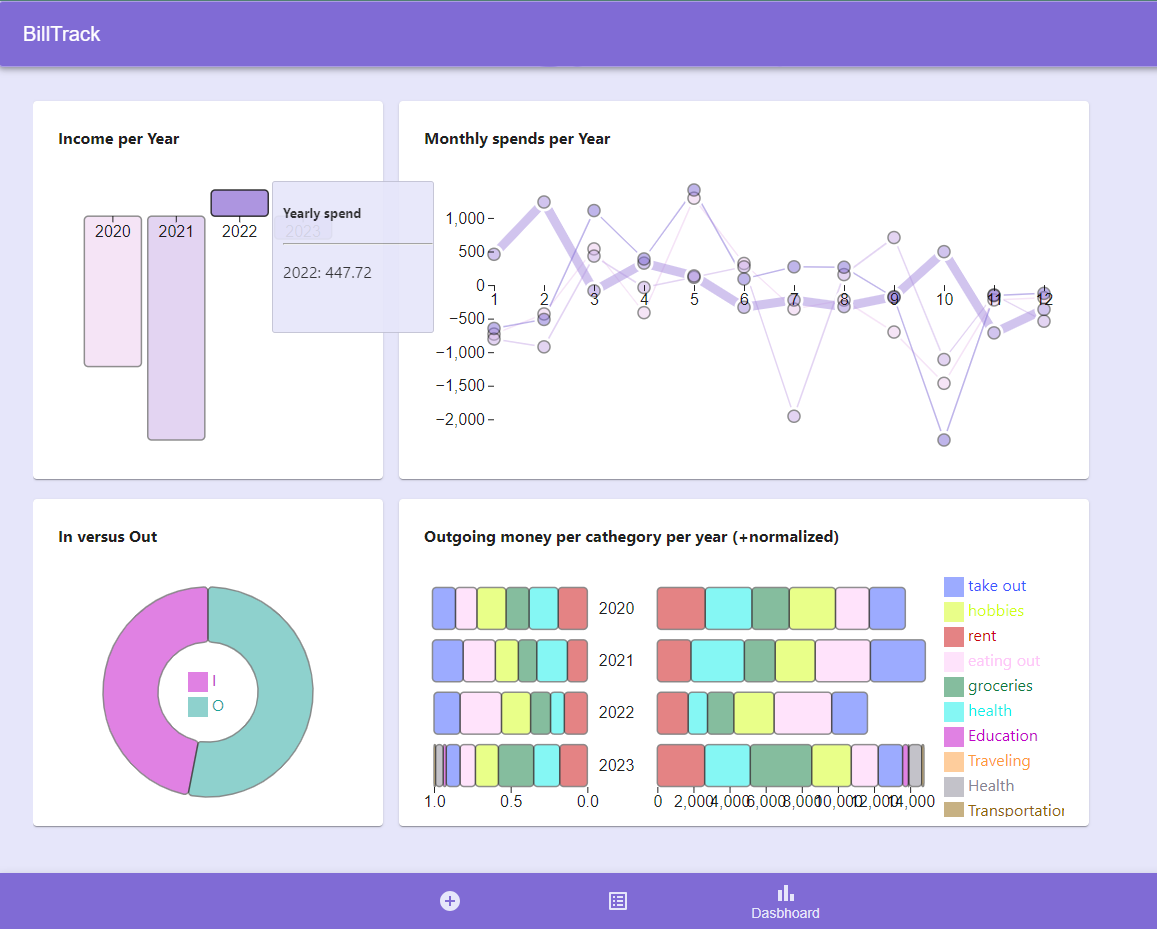 BillTrack
Income per Year
2020
2021
2022
2023
Yearly spend
2022: 447.72
Monthly spends per Year
1,000
500
0
−500
−1,000
−1,500
−2,000
1 2 3 4 5 6 7 8 9 10 11 12
In versus Out
I
O
Outgoing money per cathegory per year (+normalized)
2020
2021
2022
2023
1.0 0.5 0.0
0 2,000 4,000 6,000 8,000 10,000 12,000 14,000
take out
hobbies
rent
eating out
groceries
health
Education
Traveling
Health
Transportation
Dasbhoard